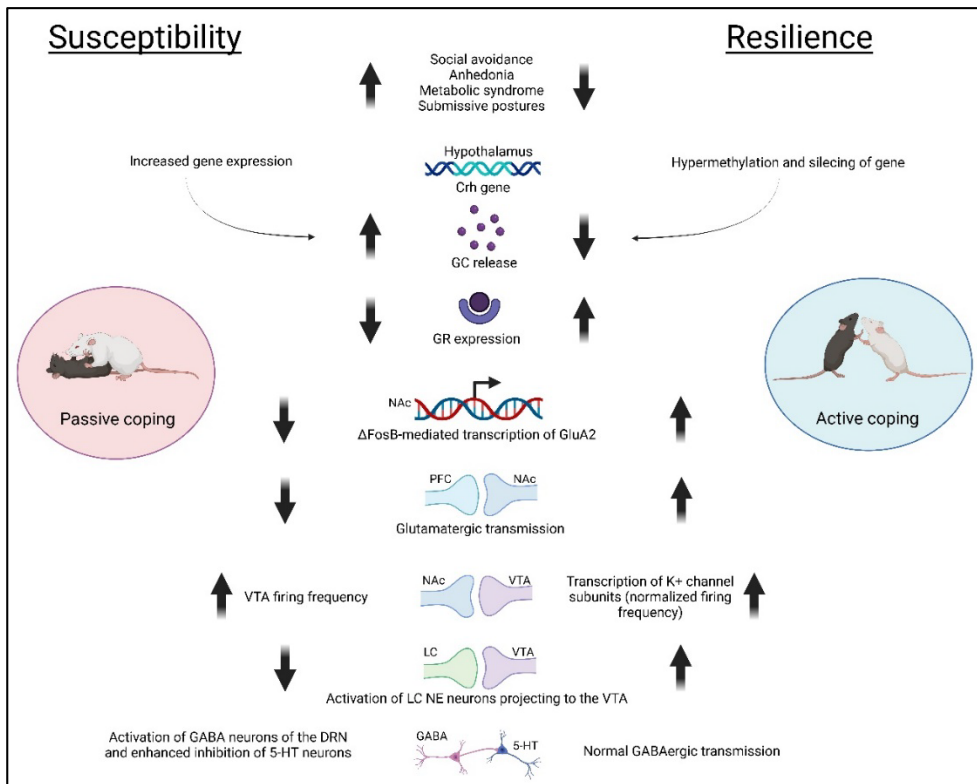 Susceptibility
Resilience
Social avoidance
Anhedonia
Metabolic syndrome
Submissive postures
Increased gene expression
Hypothalamus
Crh gene
Hypermethylation and silecing of gene
GC release
GR expression
Passive coping
Active coping
NAc
ΔFosB-mediated transcription of GluA2
PFC
NAc
Glutamatergic transmission
VTA firing frequency
NAc
VTA
Transcription of K+ channel
subunits (normalized firing
frequency)
LC
VTA
Activation of LC NE neurons projecting to the VTA
Activation of GABA neurons of the DRN
and enhanced inhibition of 5-HT neurons
GABA
5-HT
Normal GABAergic transmission